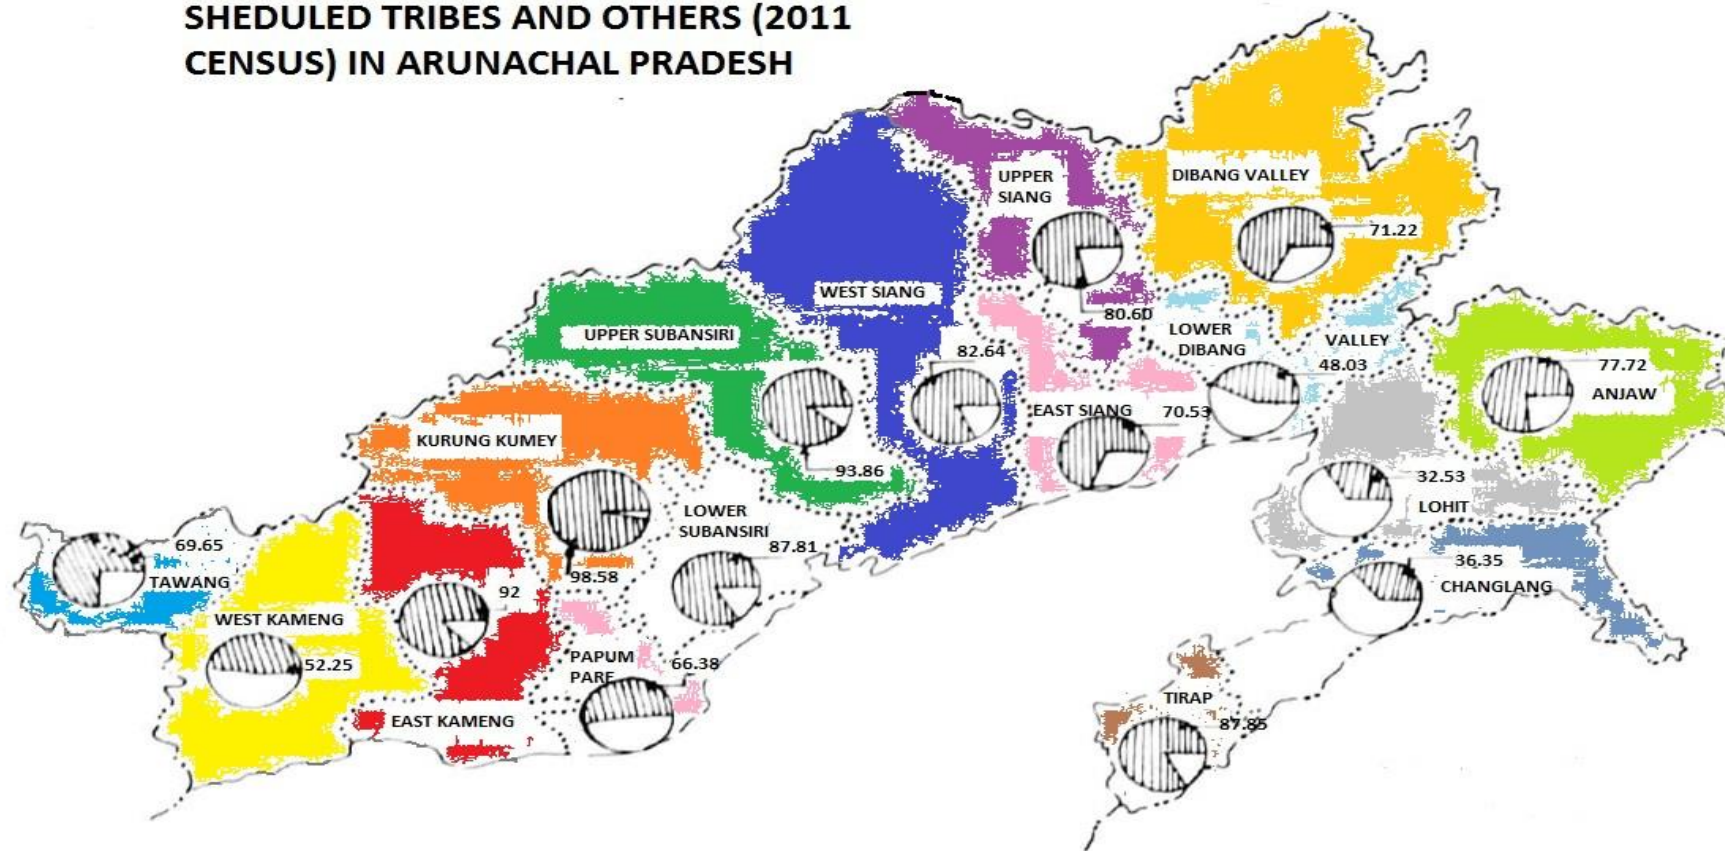 SHEDULED TRIBES AND OTHERS (2011
CENSUS) IN ARUNACHAL PRADESH
UPPER
SIANG
DIBANG VALLEY
71.22
WEST SIANG
80.60
UPPER SUBANSIRI
LOWER
DIBANG
VALLEY
82.64
48.03
77.72
ANJAW
EAST SIANG
70.53
KURUNG KUMEY
93.86
32.53
LOHIT
LOWER
SUBANSIRI
87.81
69.65
TAWANG
98.58
36.35
CHANGLANG
92
WEST KAMENG
52.25
PAPUM
PARE
66.38
TIRAP
87.85
EAST KAMENG